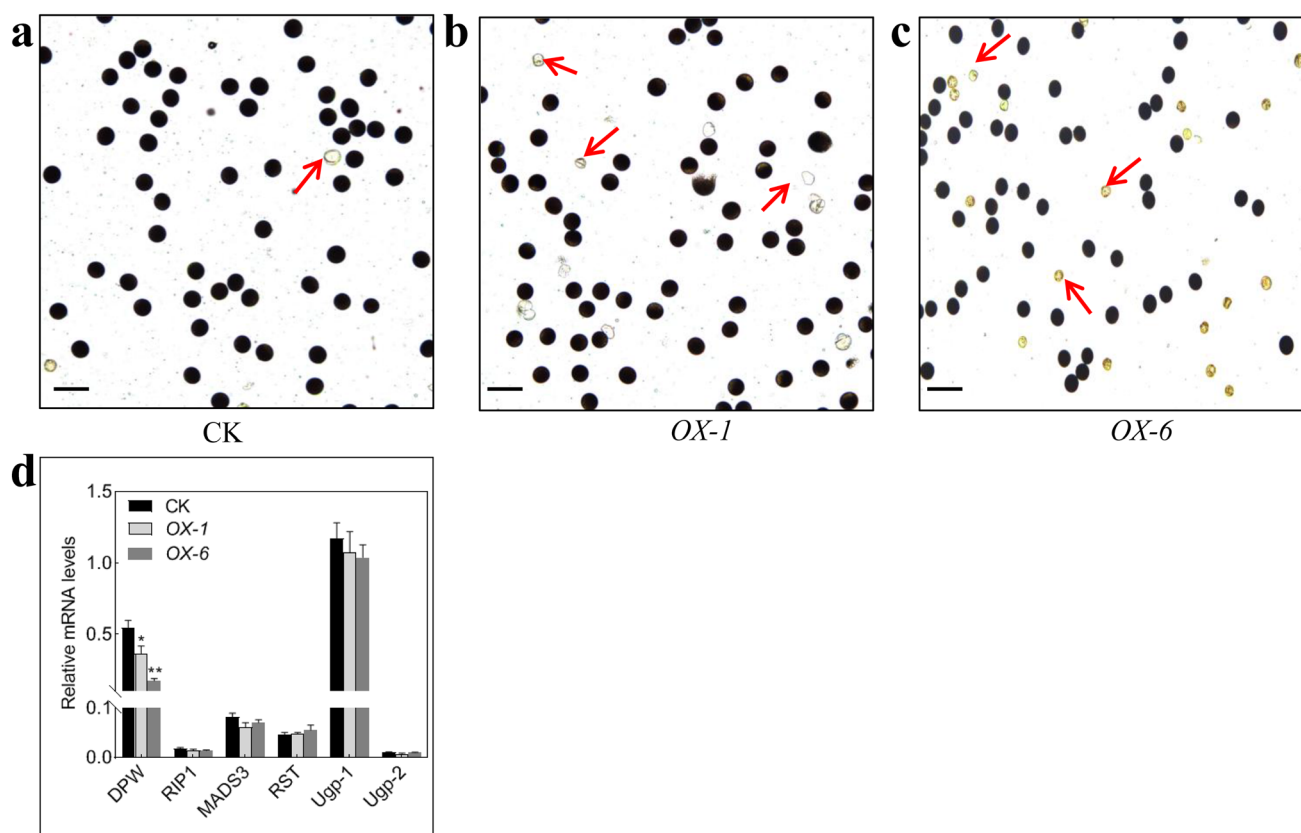 a
b
c
CK
OX-1
OX-6
d
Relative mRNA levels
1.5
1.0
0.5
0.1
0.0
CK
OX-1
OX-6
*
**
DPW
RIP1
MADS3
RST
Ugp-1
Ugp-2